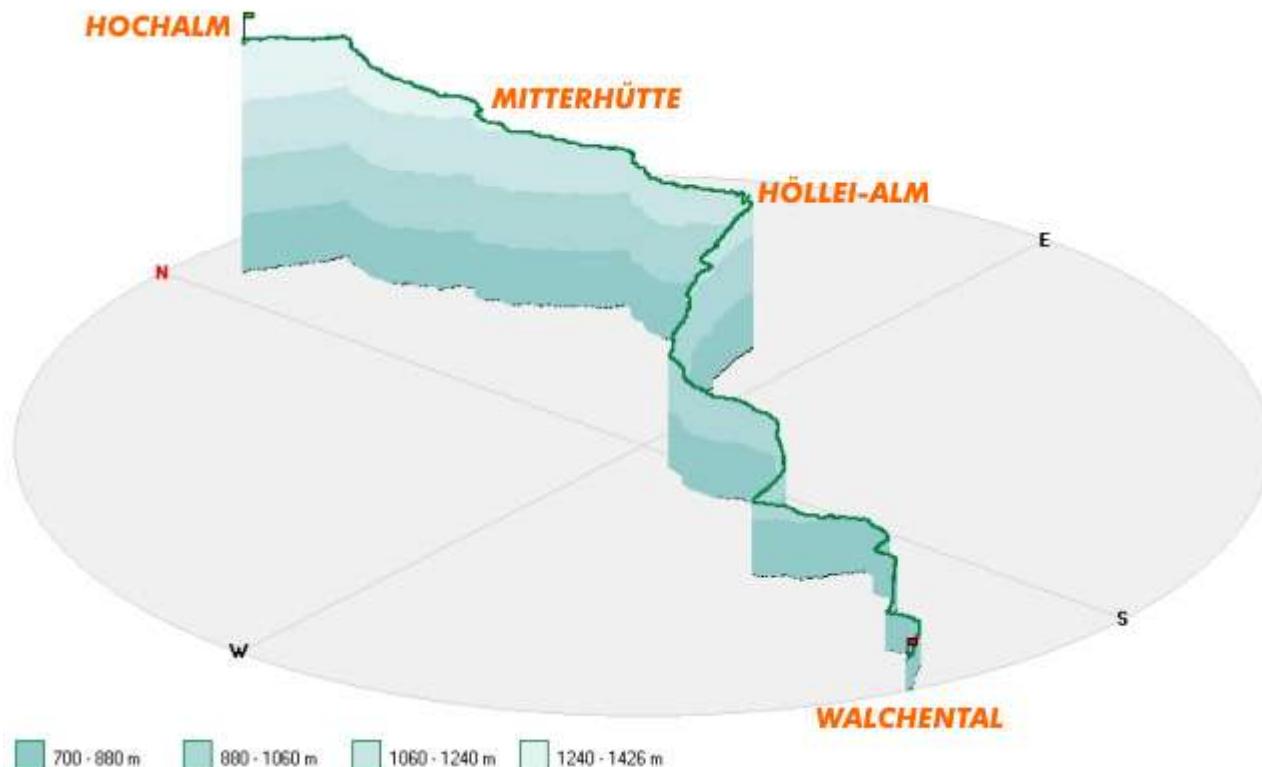 HOCHALM
MITTERHÜTTE
HÖLLEI-ALM
E
N
S
W
WALCHENTAL
700 - 880 m
880 - 1060 m
1060 - 1240 m
1240 - 1426 m